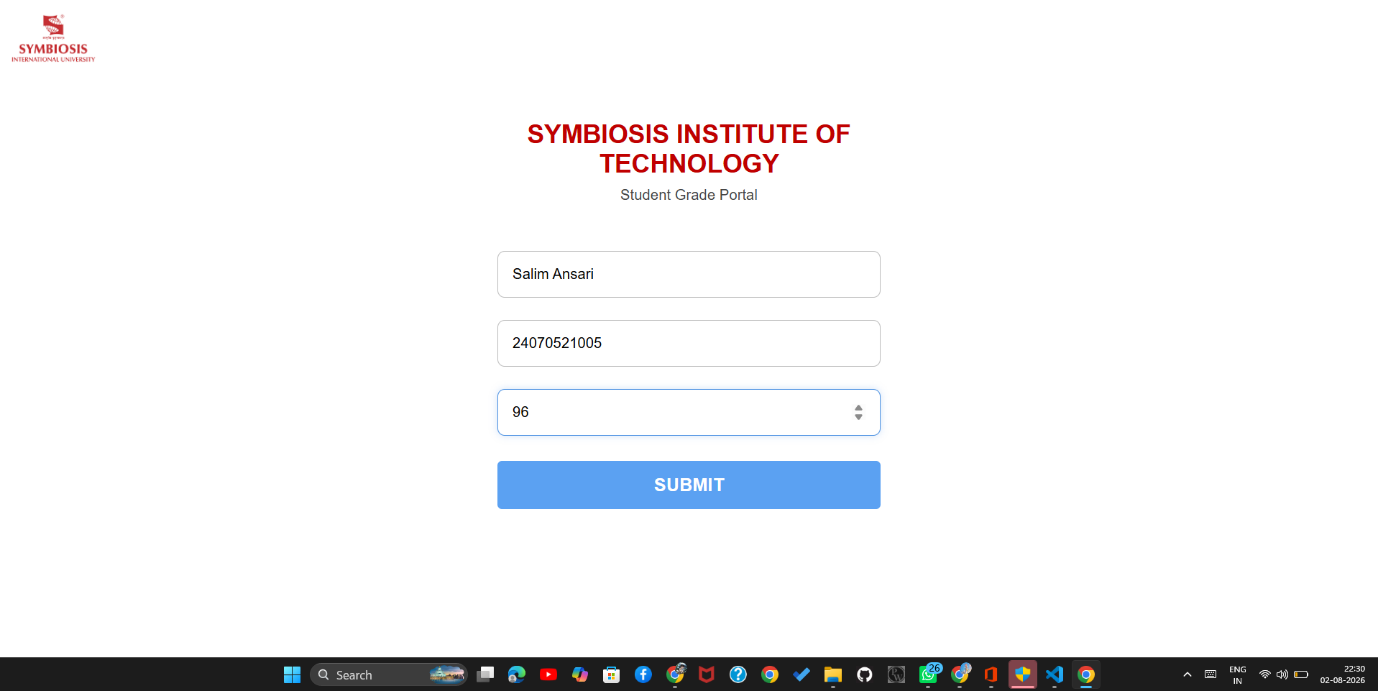 SYMBIOSIS
INTERNATIONAL UNIVERSITY
SYMBIOSIS INSTITUTE OF
TECHNOLOGY
Student Grade Portal
Salim Ansari
24070521005
96
SUBMIT
Search
26
ENG
IN
22:30
02-08-2026